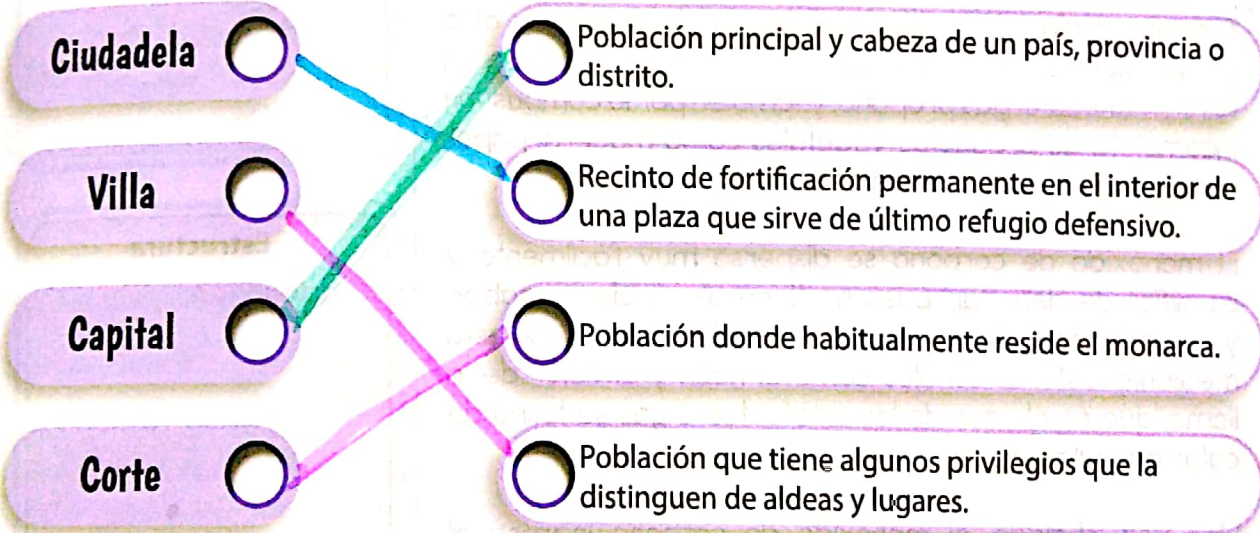 Ciudadela
Población principal y cabeza de un país, provincia o
distrito.
Villa
Recinto de fortificación permanente en el interior de
una plaza que sirve de último refugio defensivo.
Capital
Población donde habitualmente reside el monarca.
Corte
Población que tiene algunos privilegios que la
distinguen de aldeas y lugares.